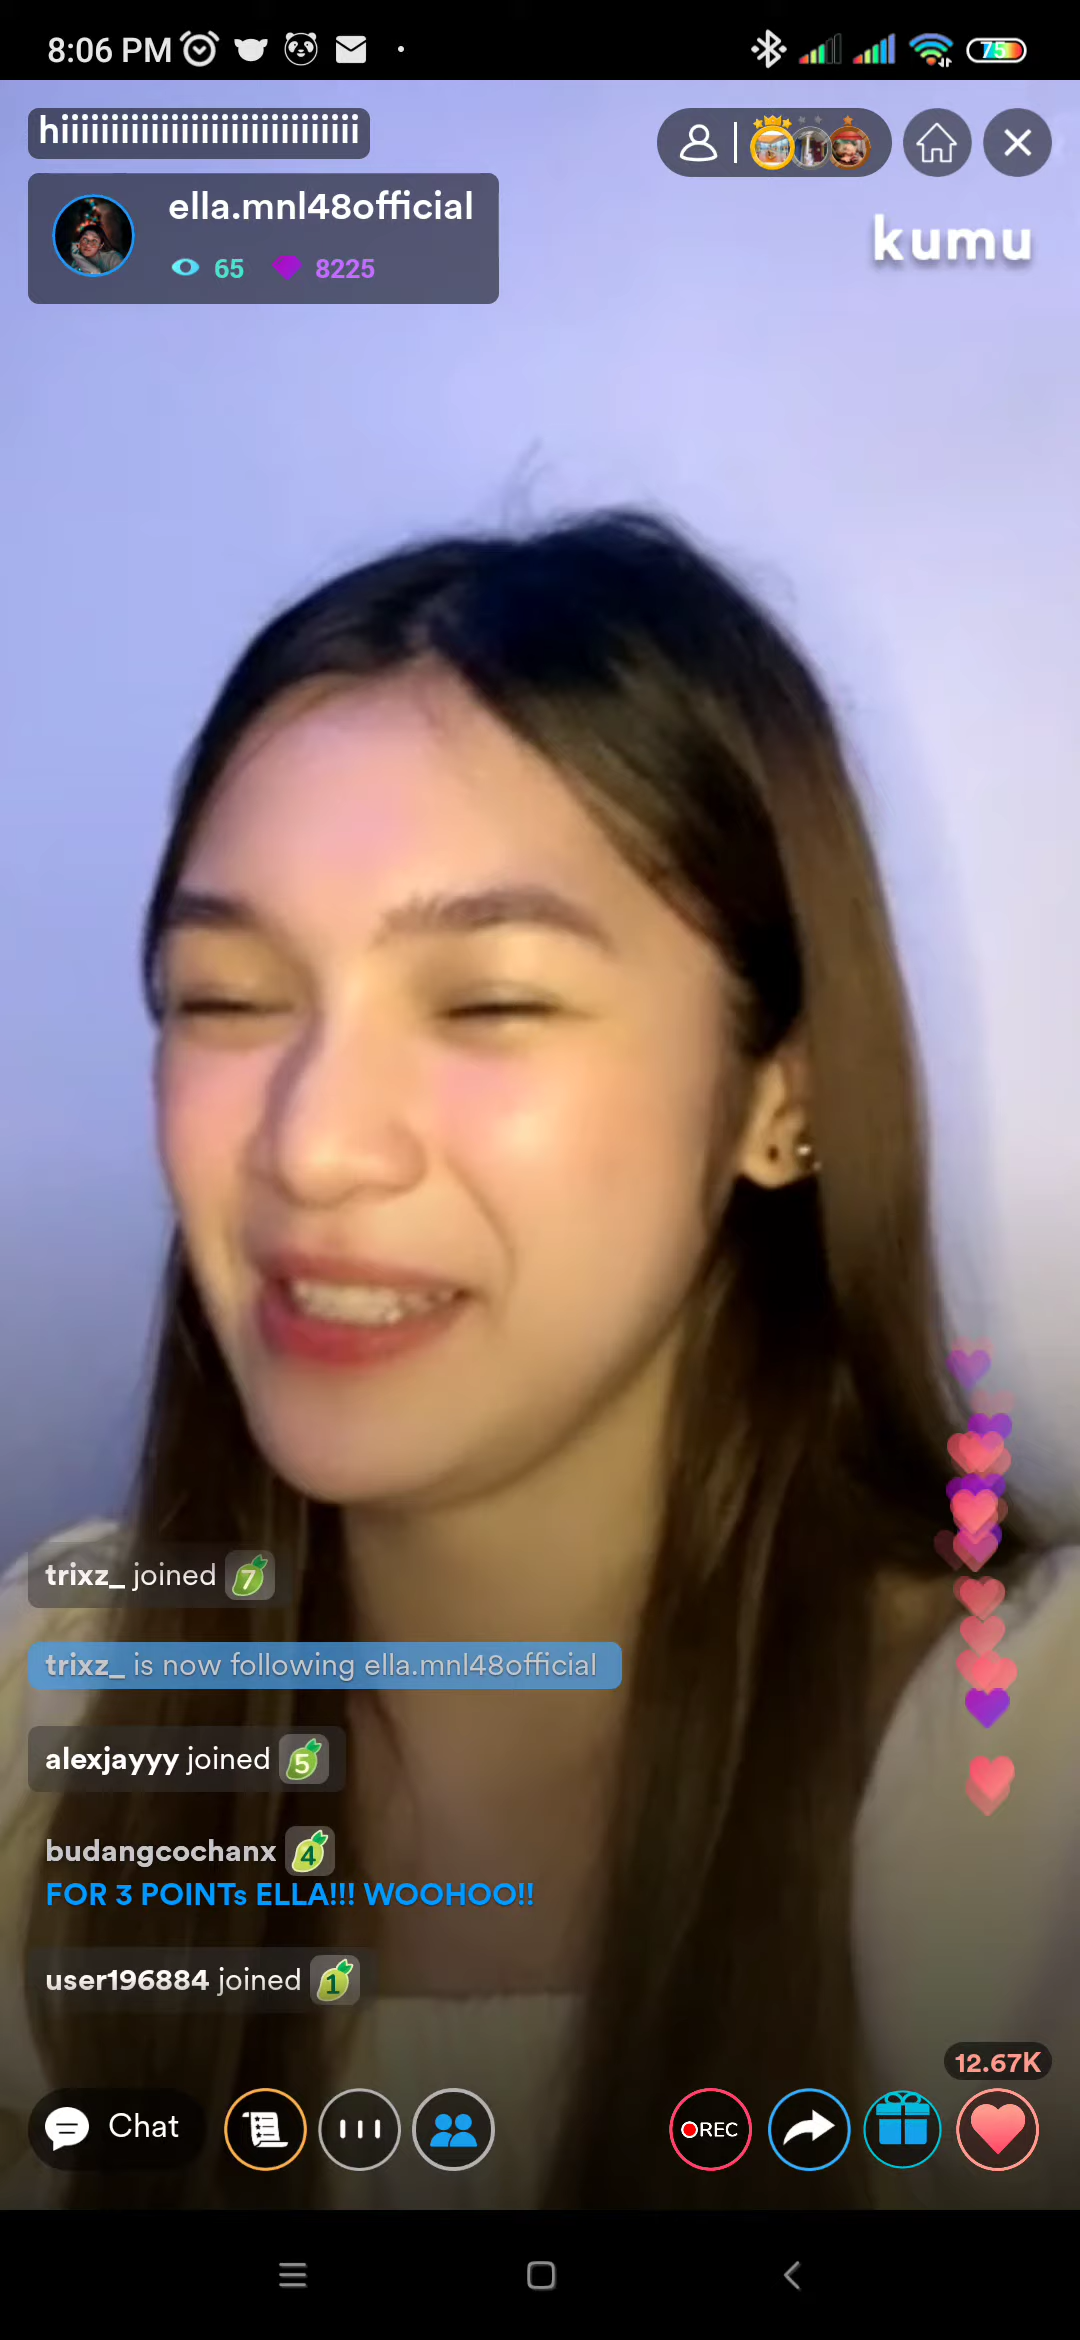 8:06 PM
75
hiiiiiiiiiiiiiiiiiiiiiiiiiiiiii
ella.mnl48official
65 8225
kumu
trixz_ joined 7
trixz_ is now following ella.mnl48official
alexjayyy joined 5
budangcochanx 4
FOR 3 POINTs ELLA!!! WOOHOO!!
user196884 joined 1
12.67K
Chat
REC